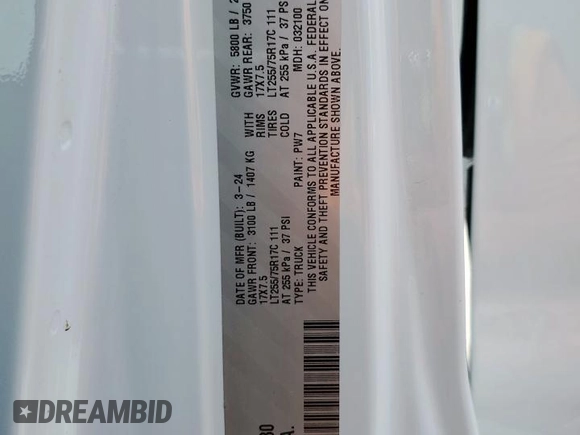 DATE OF MFR (BUILT): 3-24 GVWR: 5800 LB / 2
GAWR FRONT: 3100 LB / 1407 KG WITH GAWR REAR: 3750
17X7.5 RIMS 17X7.5
LT255/75R17C 111 TIRES LT255/75R17C 111
AT 255 kPa / 37 PSI COLD AT 255 kPa / 37 PS
TYPE: TRUCK PAINT: PW7 MDH: 032100
THIS VEHICLE CONFORMS TO ALL APPLICABLE U.S.A. FEDERAL
SAFETY AND THEFT PREVENTION STANDARDS IN EFFECT ON
MANUFACTURE SHOWN ABOVE.
A.
DREAMBID